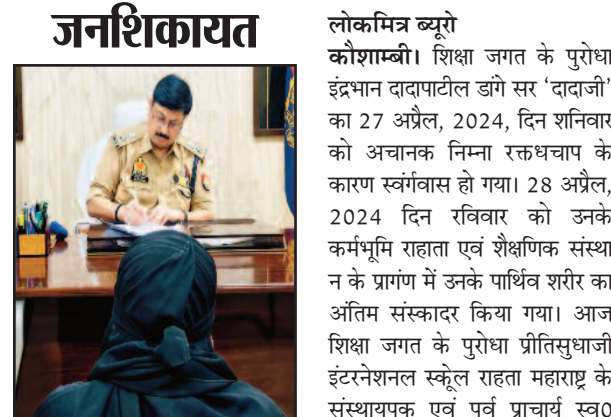 जनशिकायत
लोकमित्र ब्यूरो
कौशाम्बी। शिक्षा जगत के पुरोधा
इंद्रभान दादापाटील डांगे सर ‘दादाजी’
का 27 अप्रैल, 2024, दिन शनिवार
को अचानक निम्ना रक्तधचाप के
कारण स्वंर्गवास हो गया। 28 अप्रैल,
2024 दिन रविवार को उनके
कर्मभूमि राहाता एवं शैक्षणिक संस्था
न के प्रागंण में उनके पार्थिव शरीर का
अंतिम संस्कादर किया गया। आज
शिक्षा जगत के पुरोधा प्रीतिसुधाजी
इंटरनेशनल स्कूेल राहता महाराष्ट्र के
संस्थायपक एवं पूर्व प्राचार्य स्व0